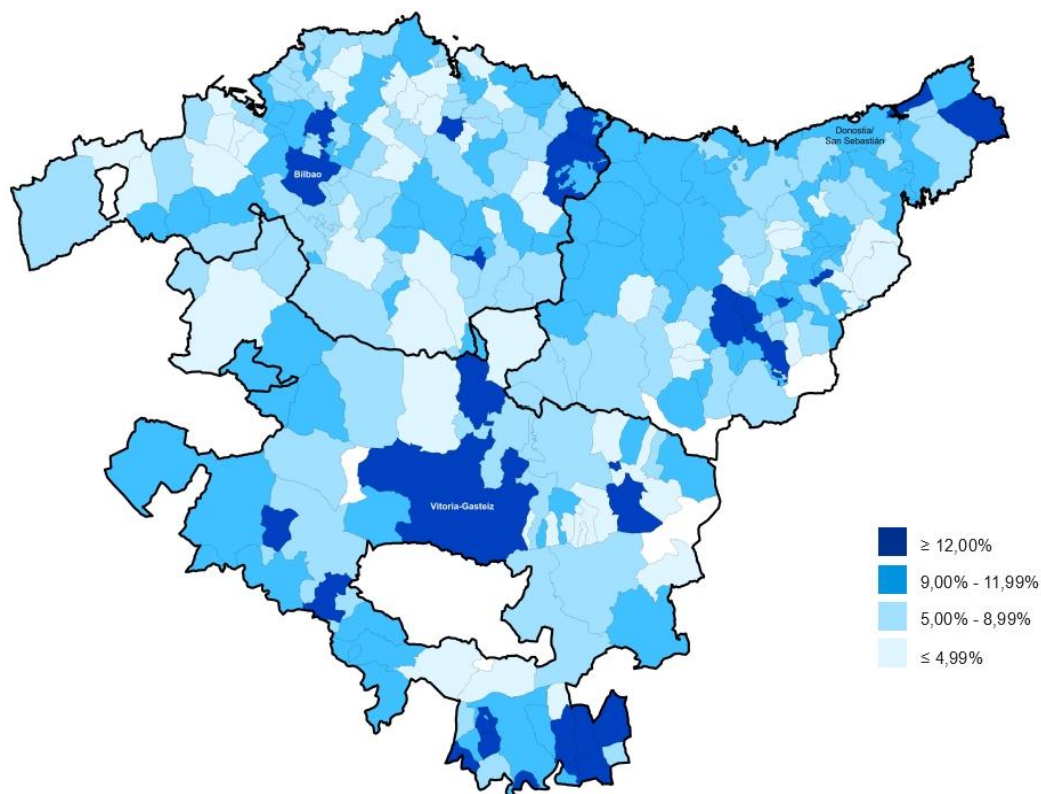 Donostia/
San Sebastián
Bilbao
Vitoria-Gasteiz
≥ 12,00%
9,00% - 11,99%
5,00% - 8,99%
≤ 4,99%